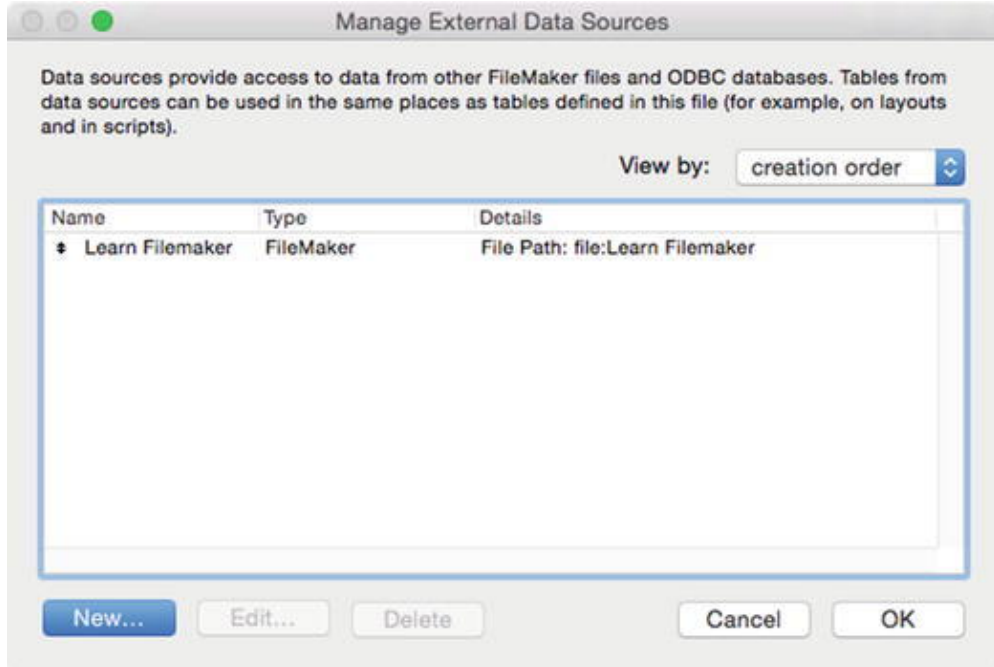 Manage External Data Sources
Data sources provide access to data from other FileMaker files and ODBC databases. Tables from
data sources can be used in the same places as tables defined in this file (for example, on layouts
and in scripts).
View by: creation order
Name Type Details
Learn Filemaker FileMaker File Path: file:Learn Filemaker
New... Edit... Delete Cancel OK